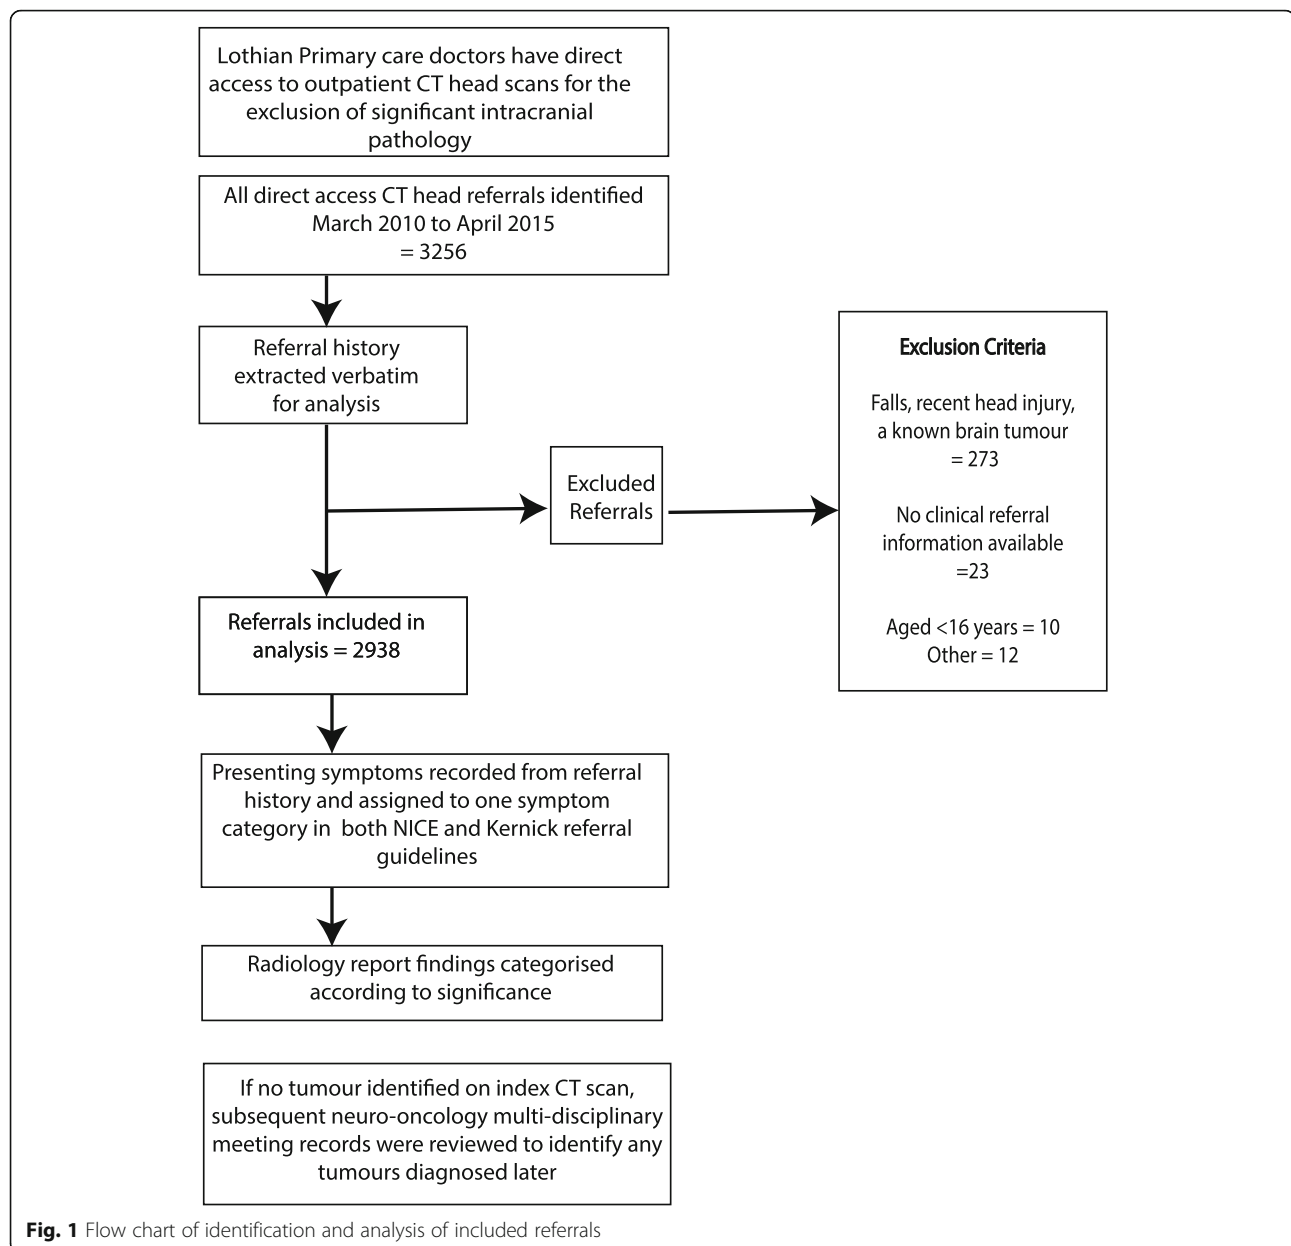 Lothian Primary care doctors have direct
access to outpatient CT head scans for the
exclusion of significant intracranial
pathology
All direct access CT head referrals identified
March 2010 to April 2015
= 3256
Referral history
extracted verbatim
for analysis
Excluded
Referrals
Exclusion Criteria
Falls, recent head injury,
a known brain tumour
= 273
No clinical referral
information available
=23
Aged <16 years = 10
Other = 12
Referrals included in
analysis = 2938
Presenting symptoms recorded from referral
history and assigned to one symptom
category in both NICE and Kernick referral
guidelines
Radiology report findings categorised
according to significance
If no tumour identified on index CT scan,
subsequent neuro-oncology multi-disciplinary
meeting records were reviewed to identify any
tumours diagnosed later
Fig. 1 Flow chart of identification and analysis of included referrals